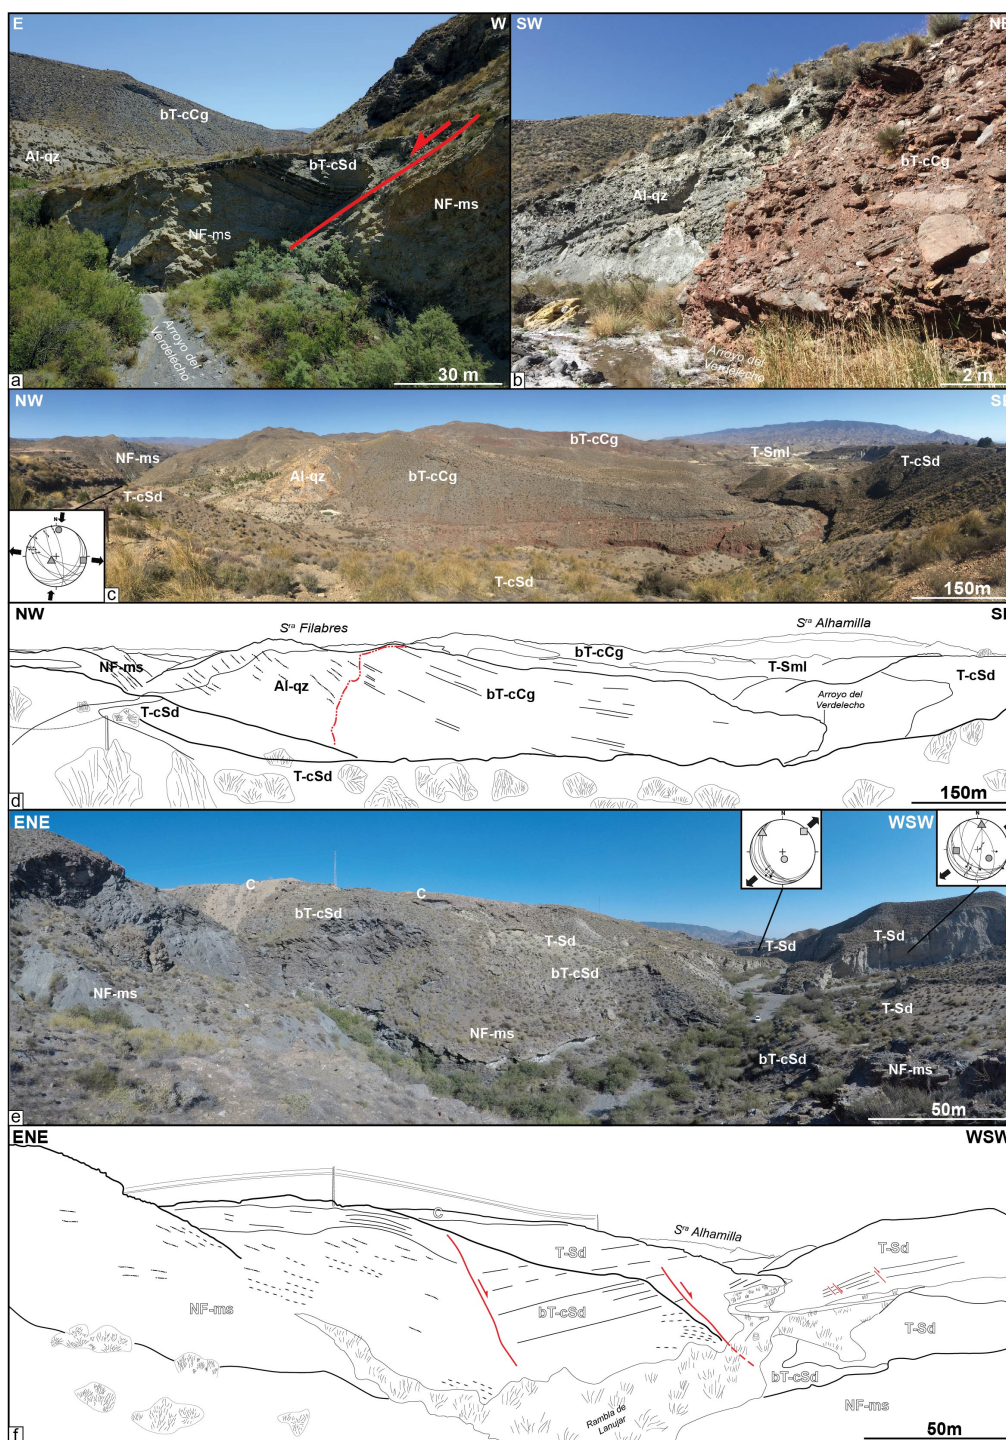 E
W
bT-cCg
Al-qz
bT-cSd
NF-ms
NF-ms
Arroyo del
Verdelecho
30 m
a
SW
NE
Al-qz
bT-cCg
Arroyo del
Verdelecho
2 m
b
NW
bT-cCg
NF-ms
T-Sml
T-cSd
Al-qz
bT-cCg
T-cSd
N
T-cSd
150m
c
NW
Sra Filabres
Sra Alhamilla
bT-cCg
NF-ms
T-Sml
T-cSd
Al-qz
bT-cCg
Arroyo del
Verdelecho
T-cSd
T-cSd
150m
d
ENE
WSW
N
N
C
C
bT-cSd
T-Sd
T-Sd
T-Sd
bT-cSd
NF-ms
T-Sd
NF-ms
bT-cSd
NF-ms
50m
e
ENE
WSW
C
Sra Alhamilla
T-Sd
T-Sd
NF-ms
bT-cSd
T-Sd
bT-cSd
NF-ms
Rambla de
Lanujar
50m
f